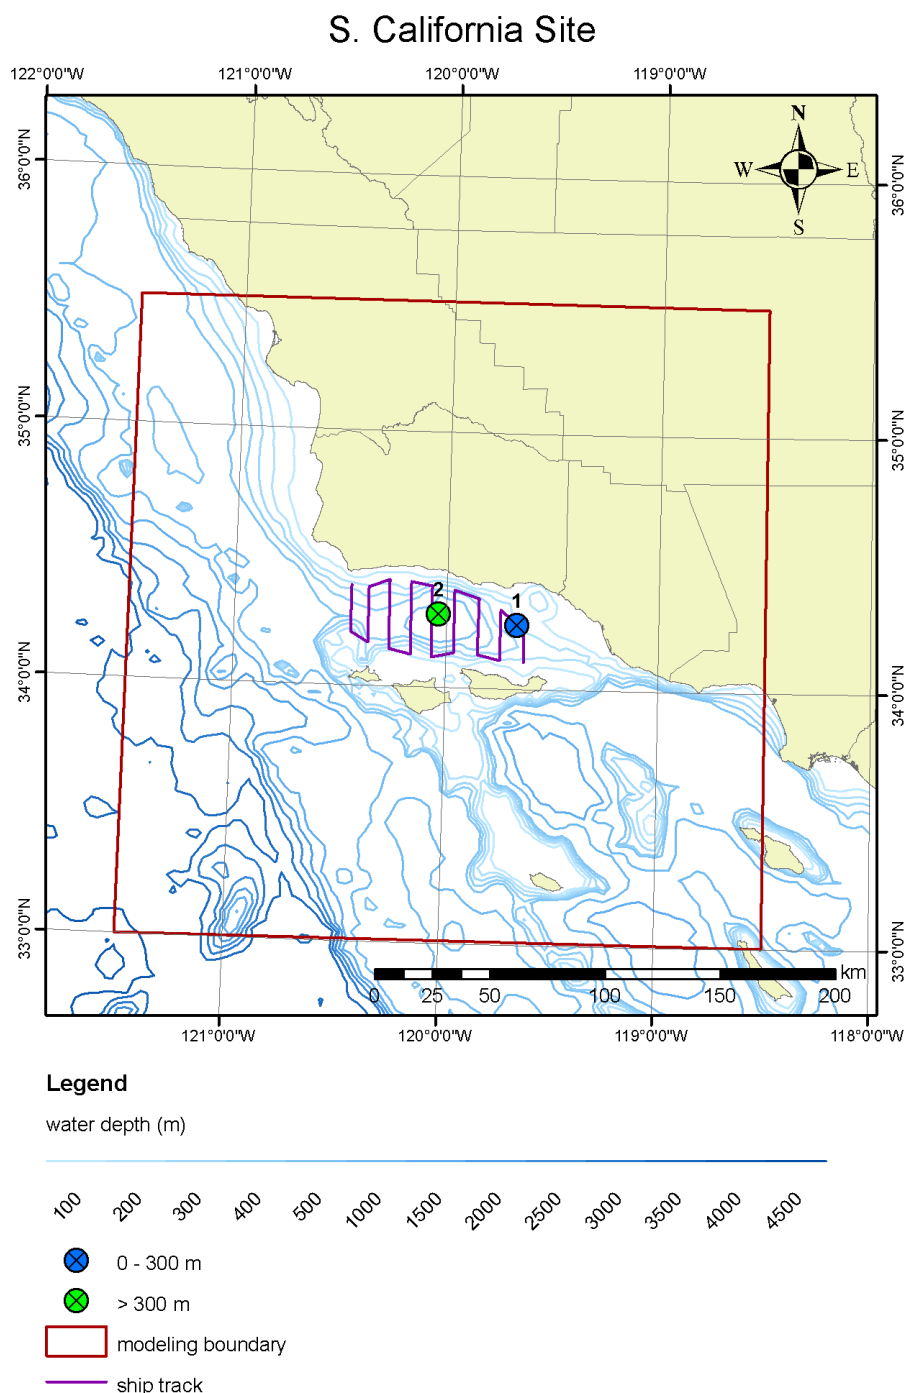 S. California Site
122°0'0"W 121°0'0"W 120°0'0"W 119°0'0"W
N
W E
S
36°0'0"N 36°0'0"N
35°0'0"N 35°0'0"N
2 1
34°0'0"N 34°0'0"N
33°0'0"N 33°0'0"N
km
0 25 50 100 150 200
121°0'0"W 120°0'0"W 119°0'0"W 118°0'0"W
Legend
water depth (m)
100 200 300 400 500 1000 1500 2000 2500 3000 3500 4000 4500
0 - 300 m
> 300 m
modeling boundary
ship track